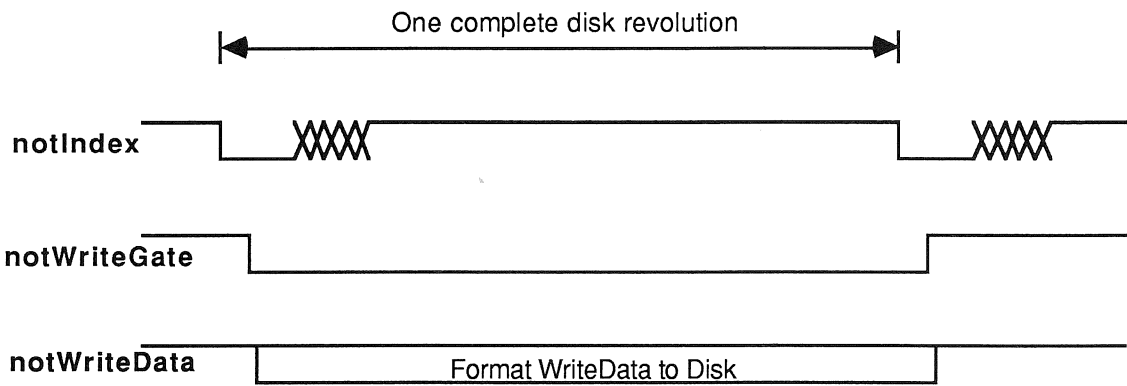 One complete disk revolution
notIndex
notWriteGate
notWriteData
Format WriteData to Disk